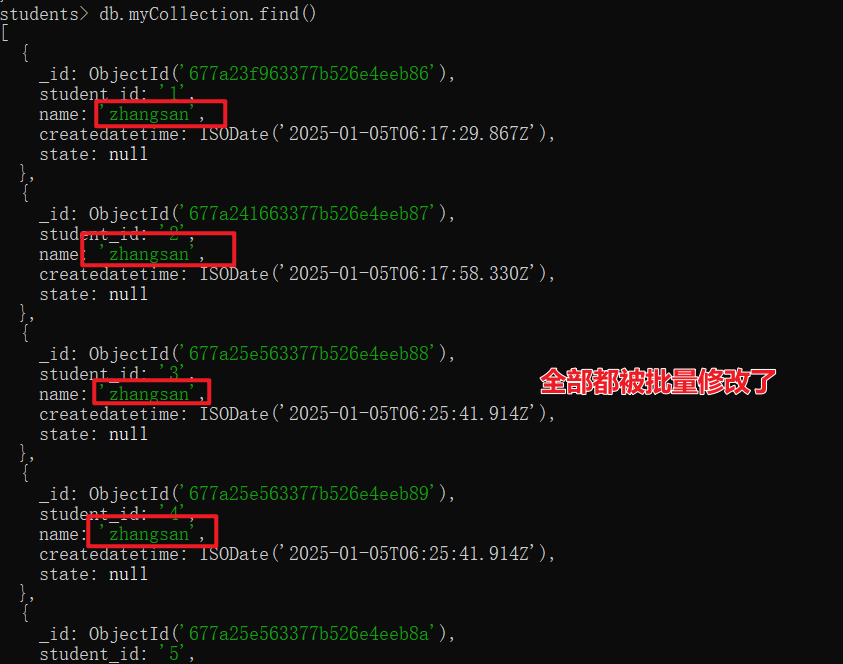 students> db.myCollection.find()
[
{
_id: ObjectId('677a23f963377b526e4eeb86'),
student_id: '1',
name: 'zhangsan',
createdatetime: ISODate('2025-01-05T06:17:29.867Z'),
state: null
},
{
_id: ObjectId('677a241663377b526e4eeb87'),
student_id: '2',
name: 'zhangsan',
createdatetime: ISODate('2025-01-05T06:17:58.330Z'),
state: null
},
{
_id: ObjectId('677a25e563377b526e4eeb88'),
student_id: '3',
name: 'zhangsan',
全部都被批量修改了
createdatetime: ISODate('2025-01-05T06:25:41.914Z'),
state: null
},
{
_id: ObjectId('677a25e563377b526e4eeb89'),
student_id: '4',
name: 'zhangsan',
createdatetime: ISODate('2025-01-05T06:25:41.914Z'),
state: null
},
{
_id: ObjectId('677a25e563377b526e4eeb8a'),
student_id: '5',